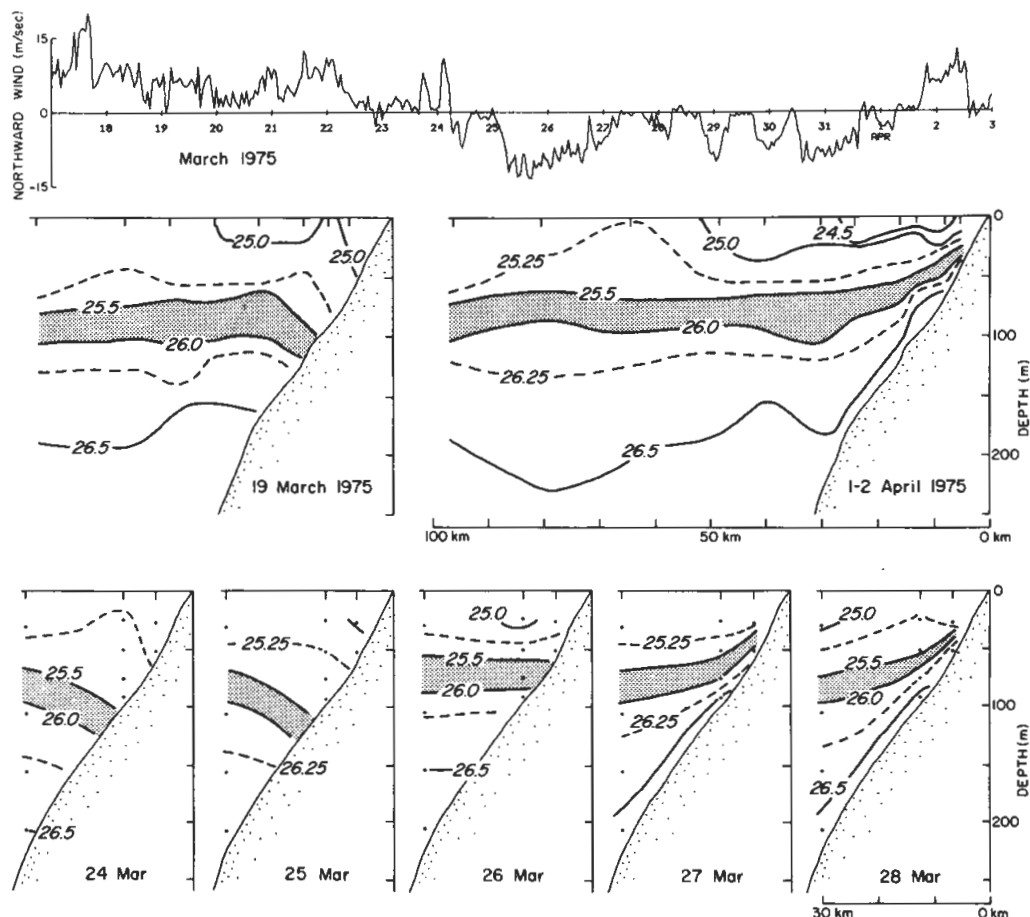 NORTHWARD WIND (m/sec)
15
0
-15
18 19 20 21 22 23 24 25 26 27 28 29 30 31 APR 2 3
March 1975
25.0
25.0
25.5
26.0
26.5
19 March 1975
25.25
25.0
24.5
25.5
26.0
26.25
26.5
1-2 April 1975
0
100
200
DEPTH (m)
100 km 50 km 0 km
25.5
26.0
26.5
24 Mar
25.25
26.25
25 Mar
25.0
25.5
26.0
26.5
26 Mar
25.25
26.25
27 Mar
25.0
25.5
26.0
26.5
28 Mar
0
100
200
DEPTH (m)
30 km 0 km